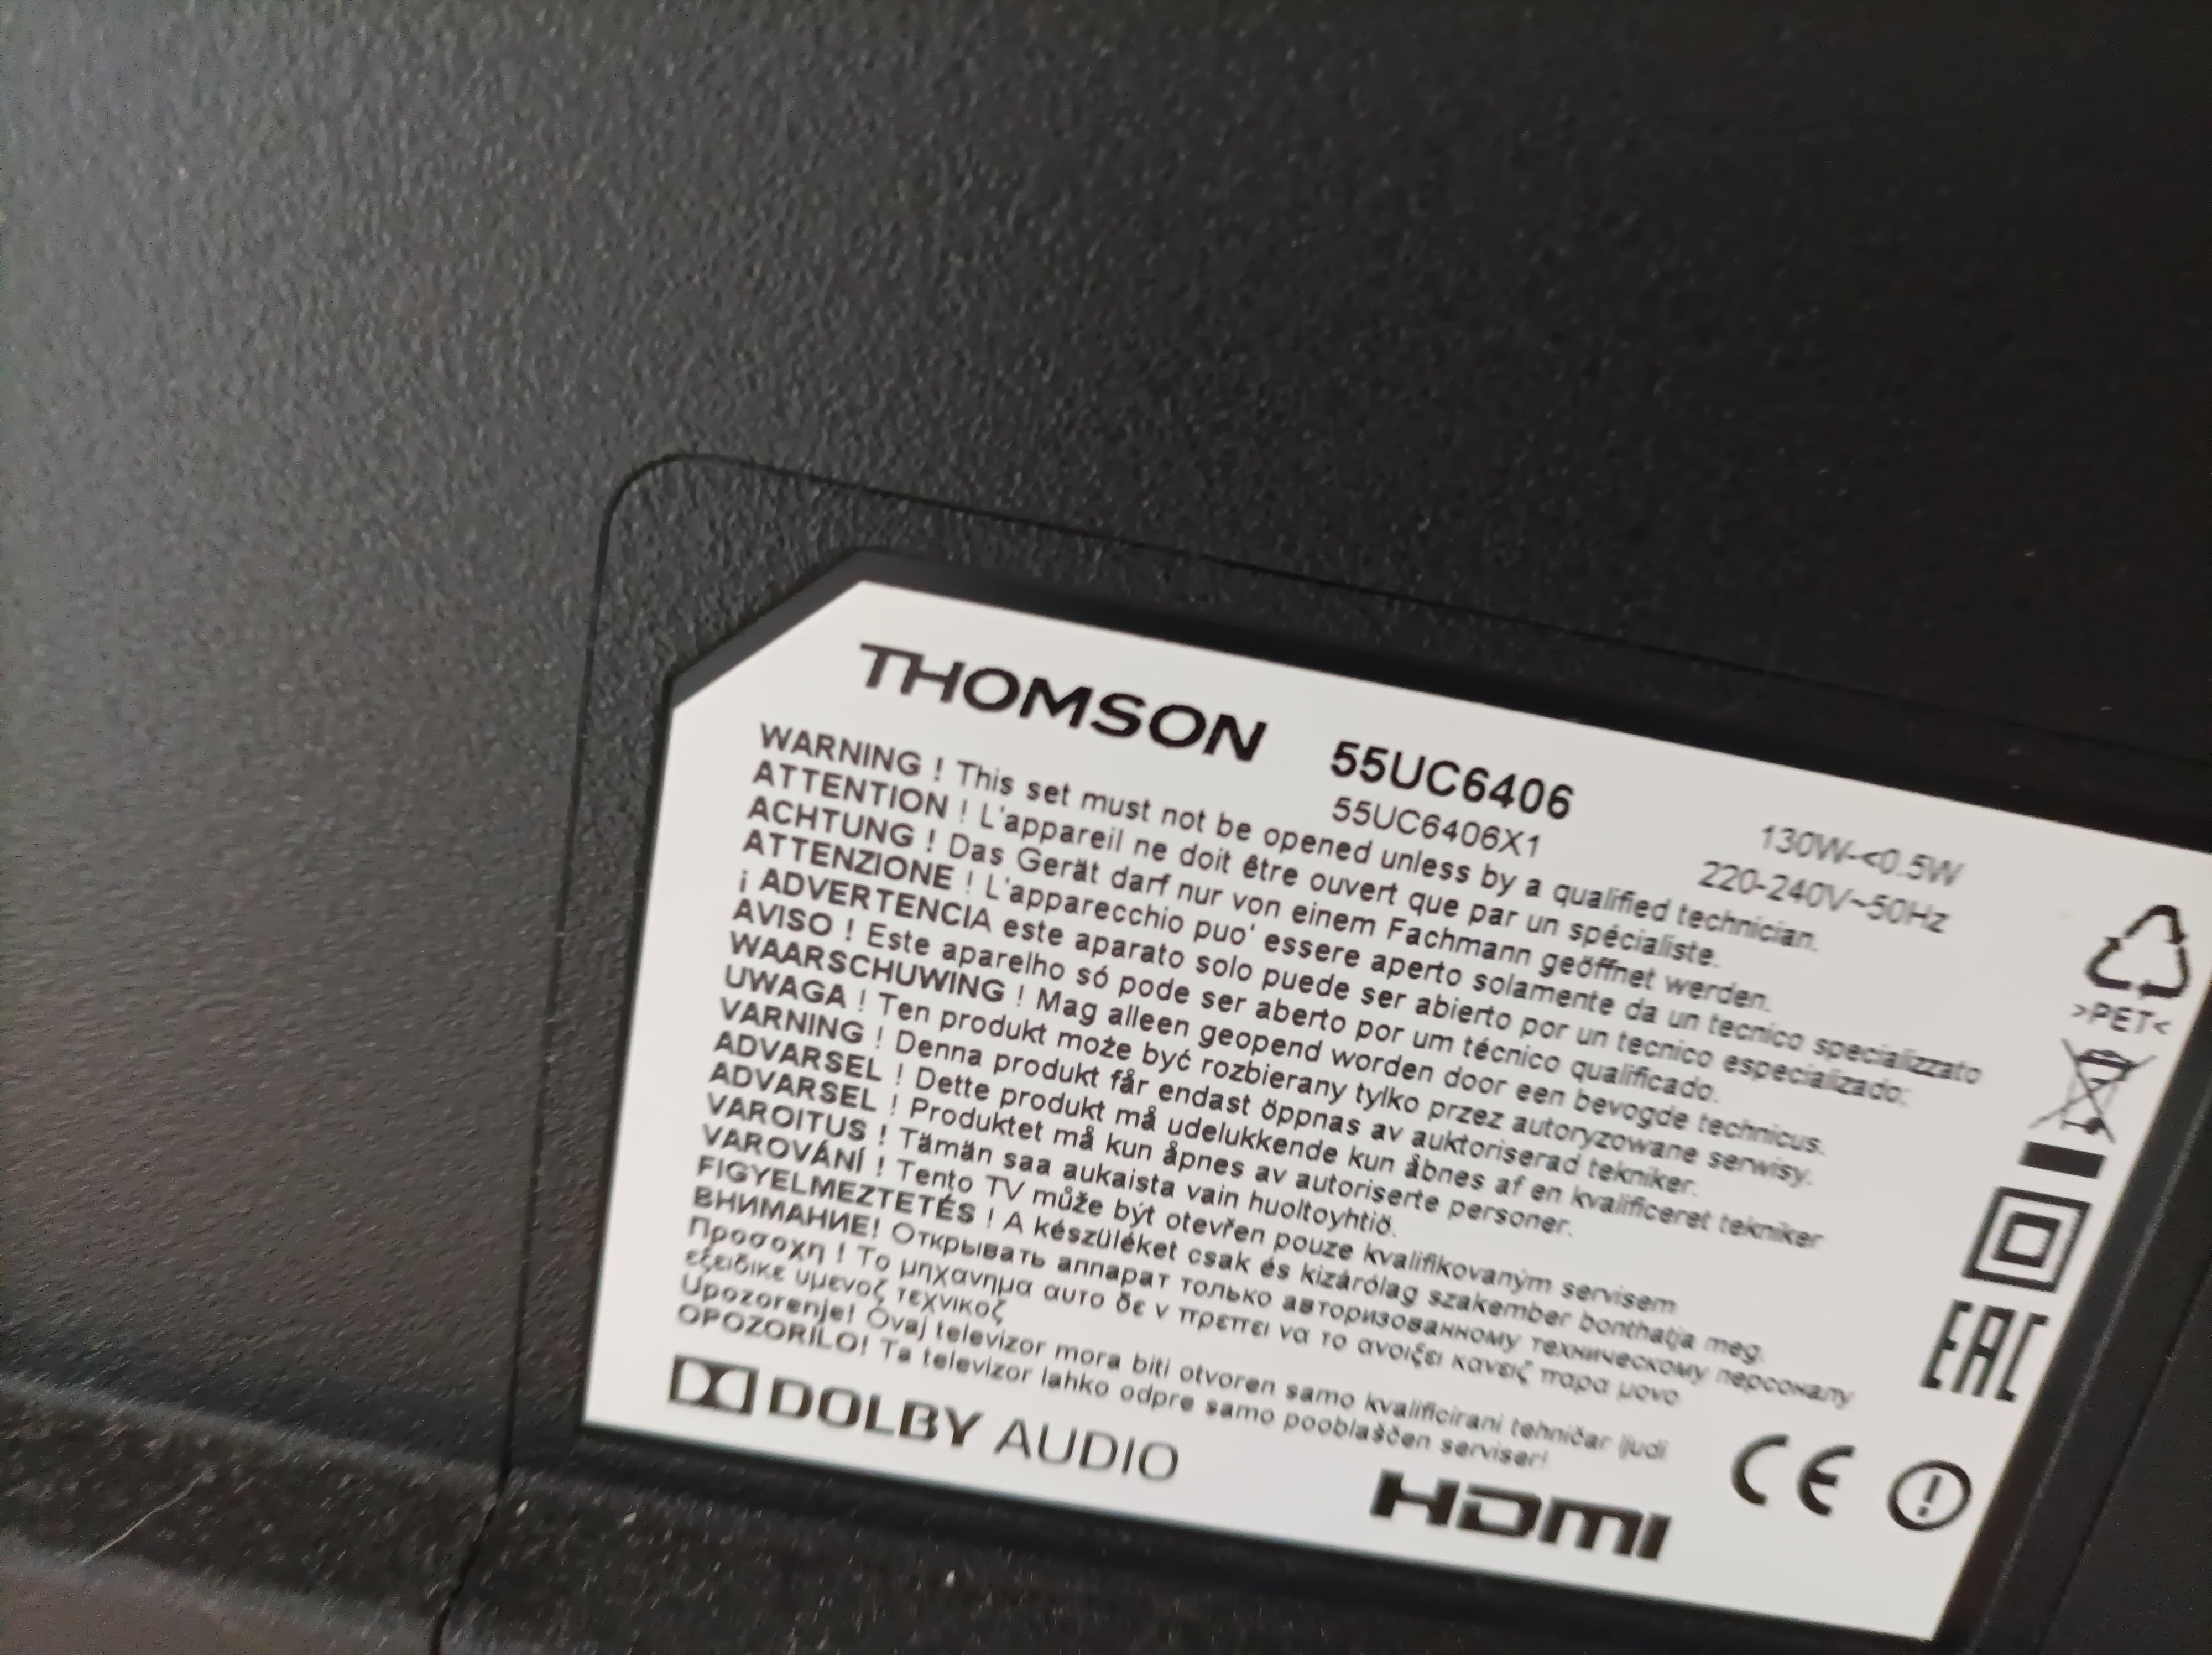 THOMSON 55UC6406
55UC6406X1
130W-<0.5W
220-240V~50Hz
WARNING ! This set must not be opened unless by a qualified technician.
ATTENTION ! L'appareil ne doit être ouvert que par un spécialiste.
ACHTUNG ! Das Gerät darf nur von einem Fachmann geöffnet werden.
ATTENZIONE ! L'apparecchio puo' essere aperto solamente da un tecnico specializzato
¡ ADVERTENCIA este aparato solo puede ser abierto por un tecnico especializado;
AVISO ! Este aparelho só pode ser aberto por um técnico qualificado.
WAARSCHUWING ! Mag alleen geopend worden door een bevogde technicus.
UWAGA ! Ten produkt może być rozbierany tylko przez autoryzowane serwisy.
VARNING ! Denna produkt får endast öppnas av auktoriserad tekniker.
ADVARSEL ! Dette produkt må udelukkende kun åbnes af en kvalificeret tekniker
ADVARSEL ! Produktet må kun åpnes av autoriserte personer.
VAROITUS ! Tämän saa aukaista vain huoltoyhtiö.
VAROVÁNÍ ! Tento TV může být otevřen pouze kvalifikovaným servisem
FIGYELMEZTETÉS ! A készüléket csak és kizárólag szakember bonthatja meg.
ВНИМАНИЕ! Открывать аппарат только авторизованному техническому персоналу
Προσοχη ! Το μηχανημα αυτο δε ν πρεπει να το ανοιξει κανειζ παρα μονο
εξειδικε υμενοζ τεχνικοζ
Upozorenje! Ovaj televizor mora biti otvoren samo kvalificirani tehničar ljudi
OPOZORILO! Ta televizor lahko odpre samo pooblaščen serviser!
>PET<
EAC
DOLBY AUDIO
HDMI
CE